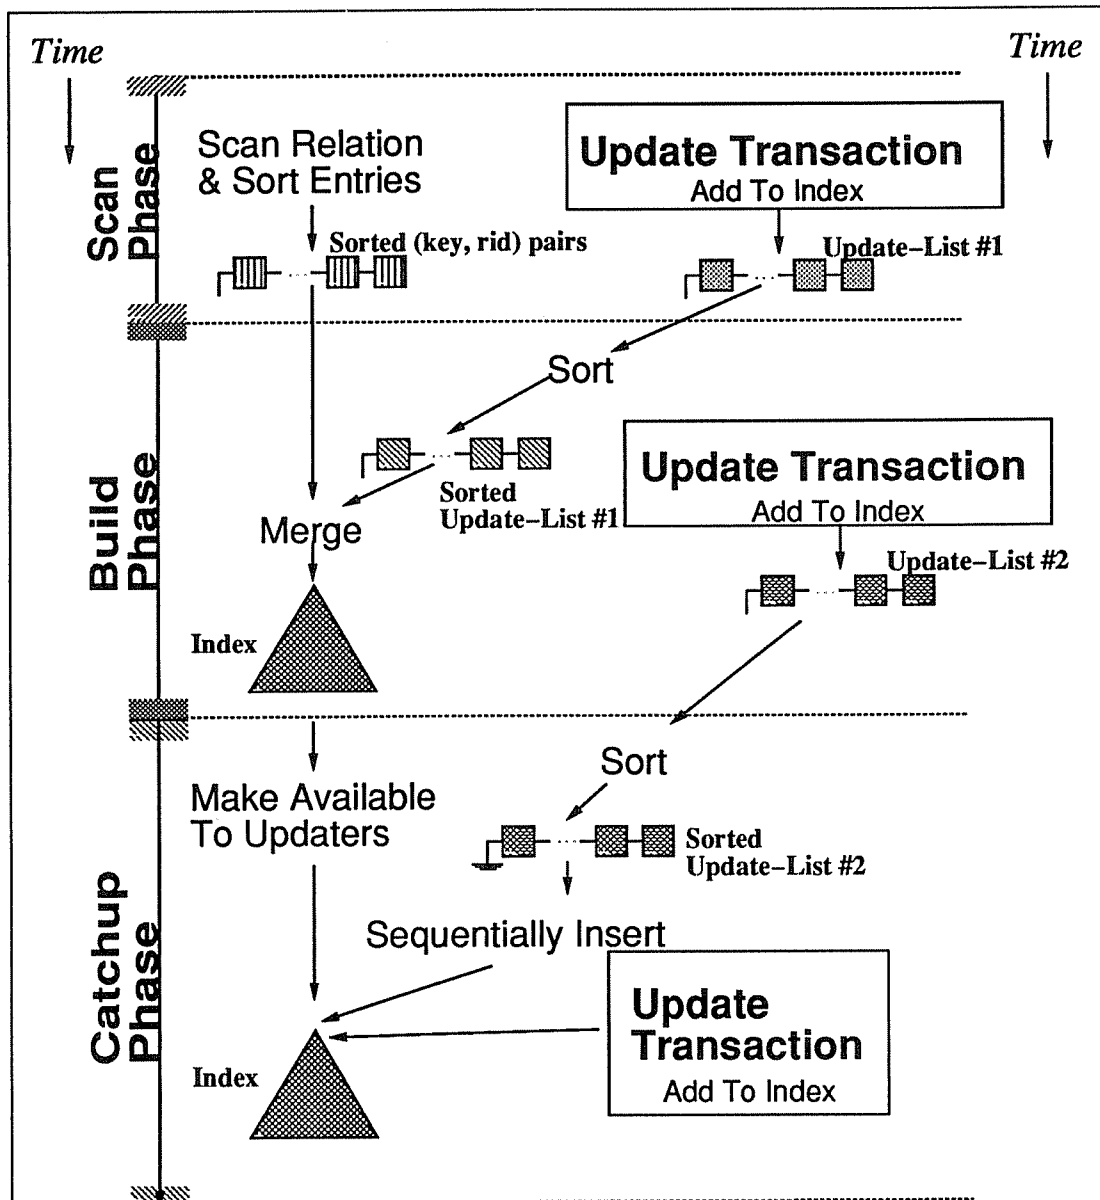 Time
Time
Scan
Phase
Scan Relation
& Sort Entries
Update Transaction
Add To Index
Sorted (key, rid) pairs
Update-List #1
Build
Phase
Sort
Sorted
Update-List #1
Update Transaction
Add To Index
Update-List #2
Merge
Index
Catchup
Phase
Sort
Make Available
To Updaters
Sorted
Update-List #2
Sequentially Insert
Update
Transaction
Add To Index
Index